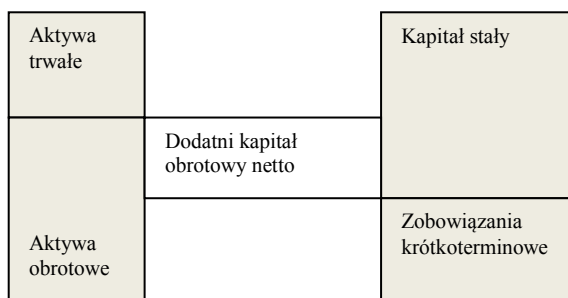 Aktywa
trwałe
Kapitał stały
Dodatni kapitał
obrotowy netto
Aktywa
obrotowe
Zobowiązania
krótkoterminowe